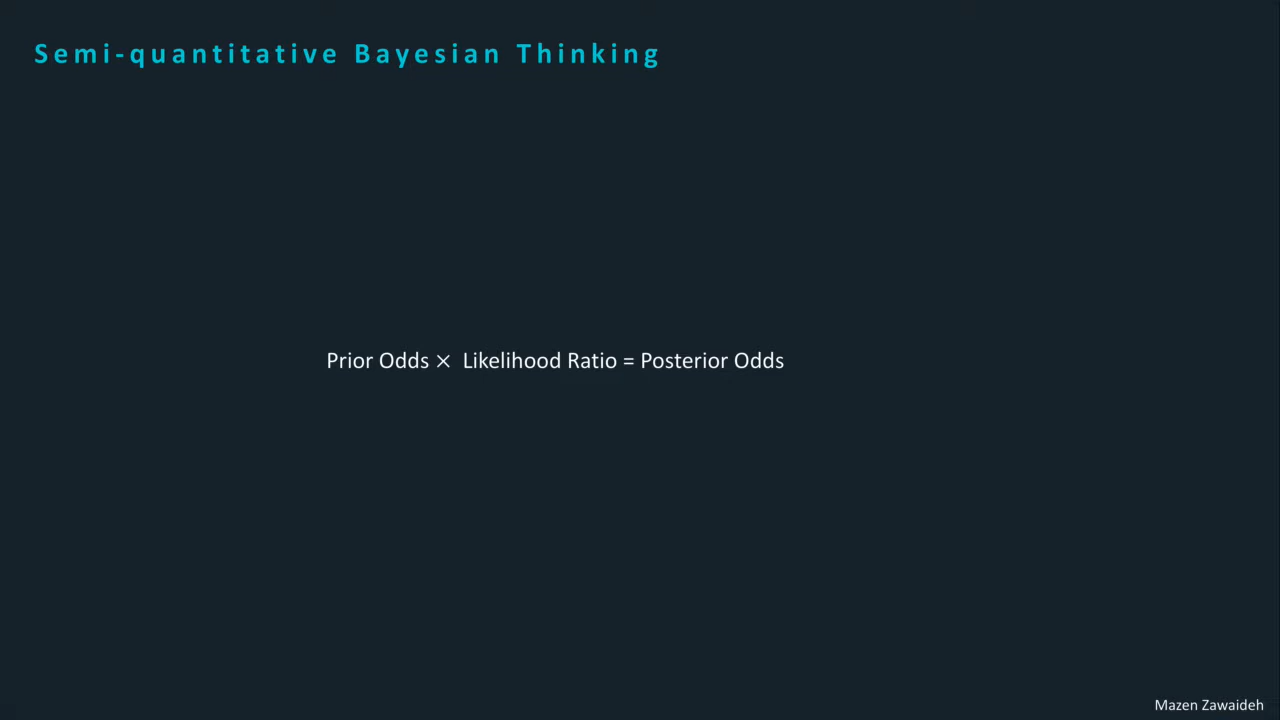 Semi-quantitative Bayesian Thinking
Prior Odds × Likelihood Ratio = Posterior Odds
Mazen Zawaideh